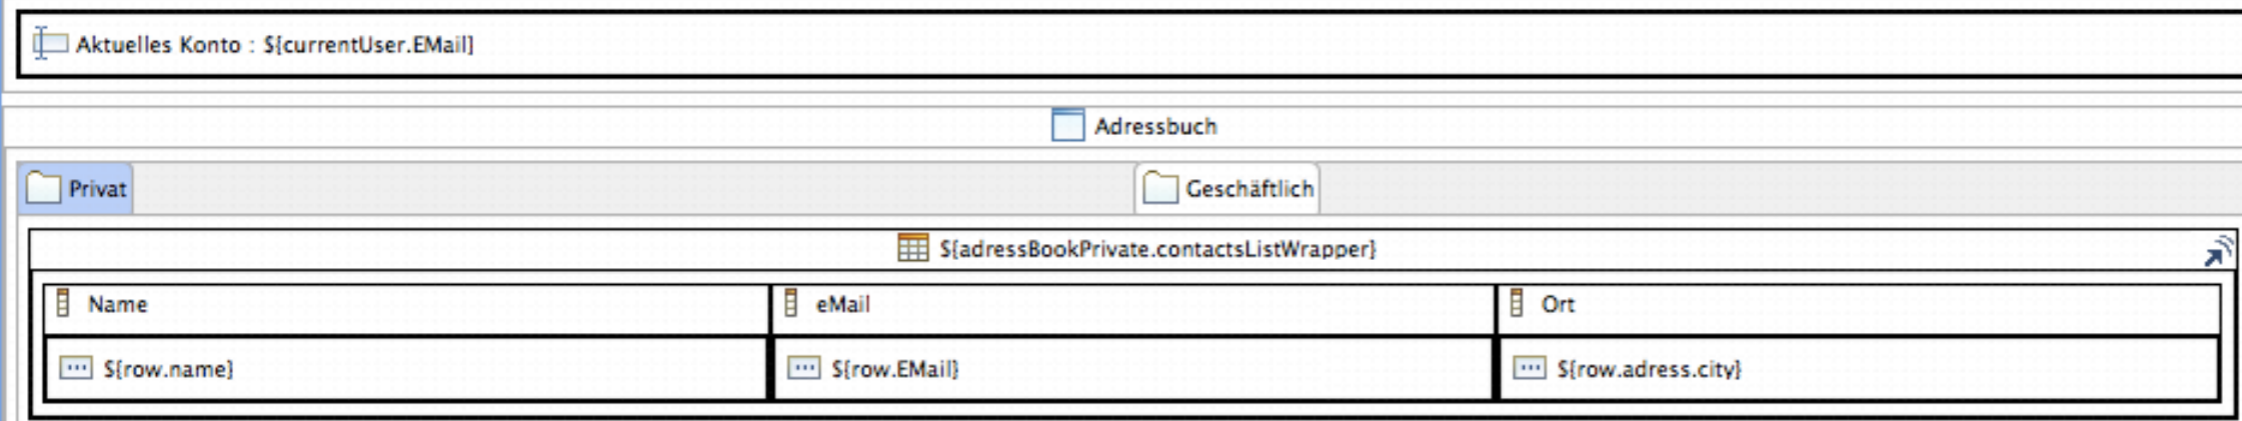 Aktuelles Konto : ${currentUser.EMail}
Adressbuch
Privat Geschäftlich
${adressBookPrivate.contactsListWrapper}
Name eMail Ort
${row.name} ${row.EMail} ${row.adress.city}